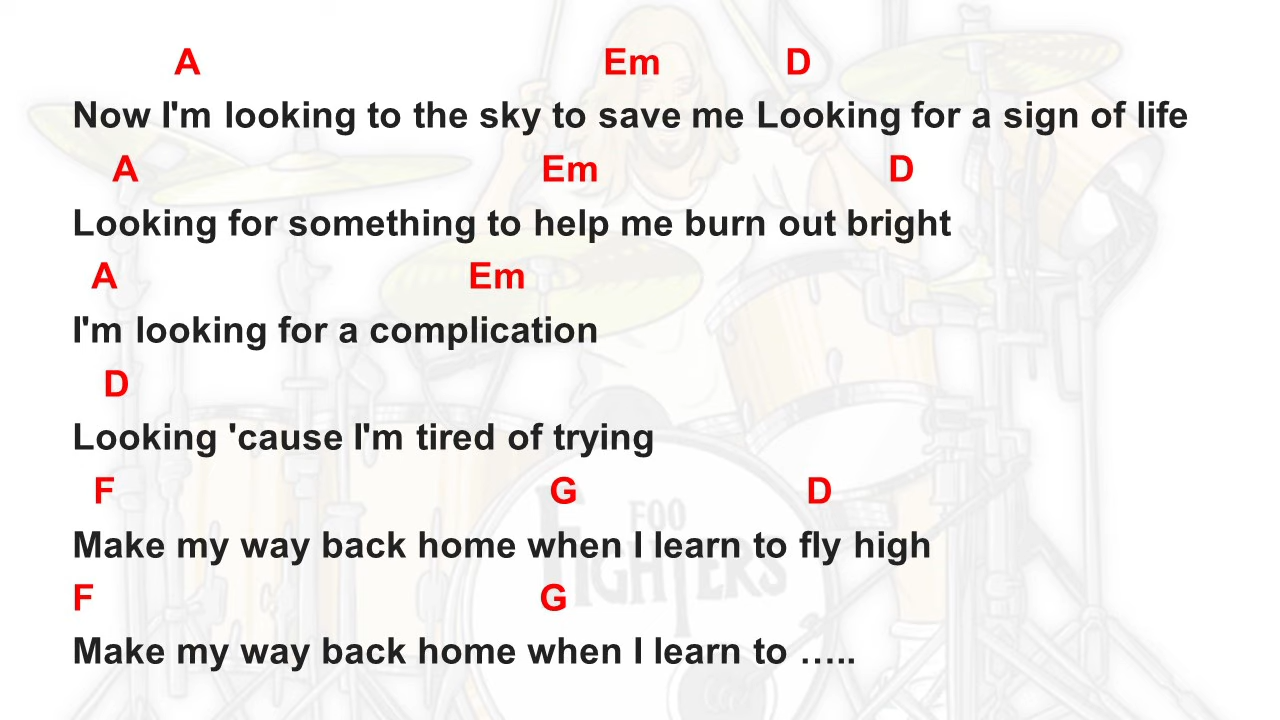 A Em D
Now I'm looking to the sky to save me Looking for a sign of life
A Em D
Looking for something to help me burn out bright
A Em
I'm looking for a complication
D
Looking 'cause I'm tired of trying
F G D
Make my way back home when I learn to fly high
F G
Make my way back home when I learn to …..
FOO
FIGHTERS